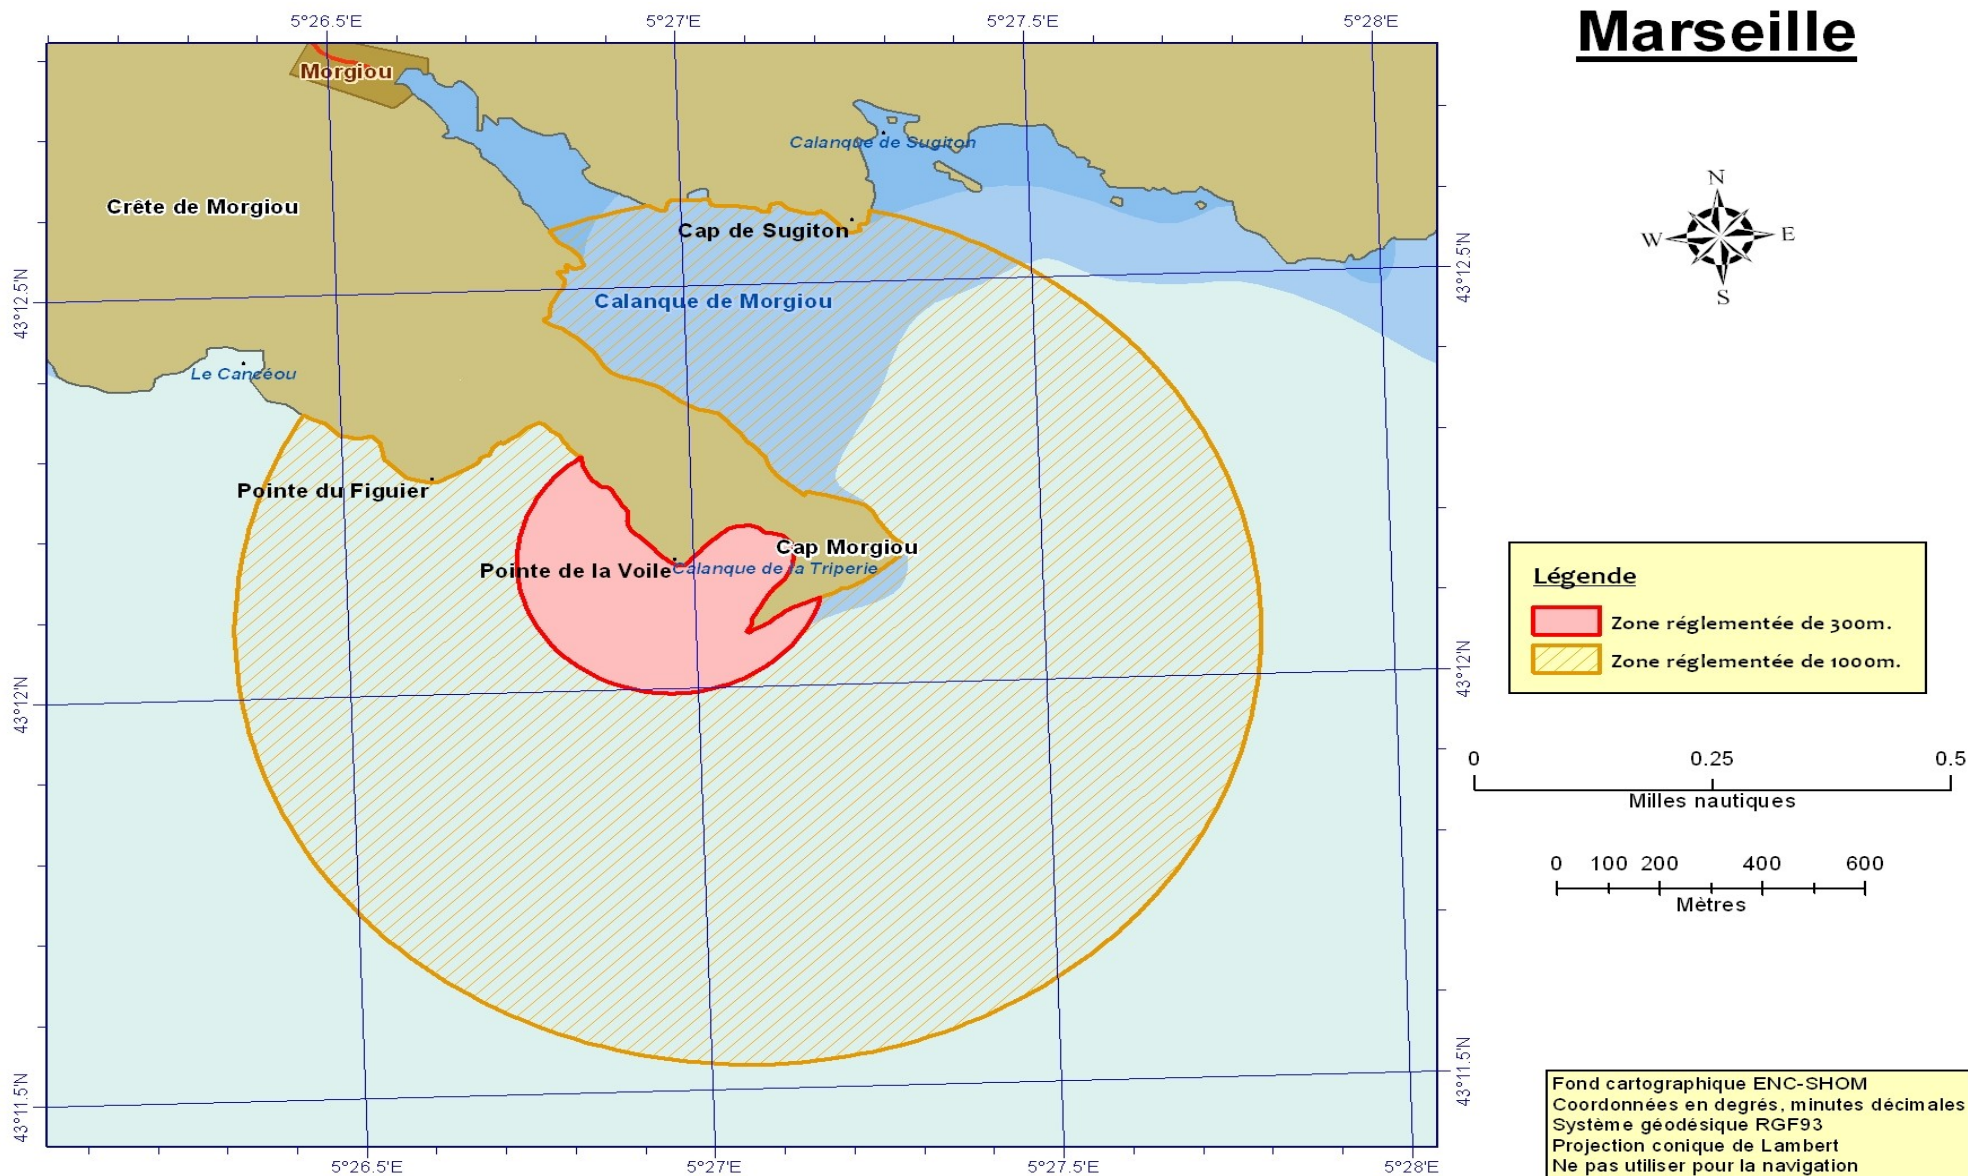 Marseille
5°26.5'E
5°27'E
5°27.5'E
5°28'E
Morgiou
Calanque de Sugiton
Crête de Morgiou
Cap de Sugiton
N
W
E
S
43°12.5'N
43°12.5'N
Calanque de Morgiou
Le Cancéou
Pointe du Figuier
Cap Morgiou
Pointe de la Voile
Calanque de la Triperie
Légende
Zone réglementée de 300m.
Zone réglementée de 1000m.
43°12'N
43°12'N
0 0.25 0.5
Milles nautiques
0 100 200 400 600
Mètres
43°11.5'N
43°11.5'N
Fond cartographique ENC-SHOM
Coordonnées en degrés, minutes décimales
Système géodésique RGF93
Projection conique de Lambert
Ne pas utiliser pour la navigation
5°26.5'E
5°27'E
5°27.5'E
5°28'E